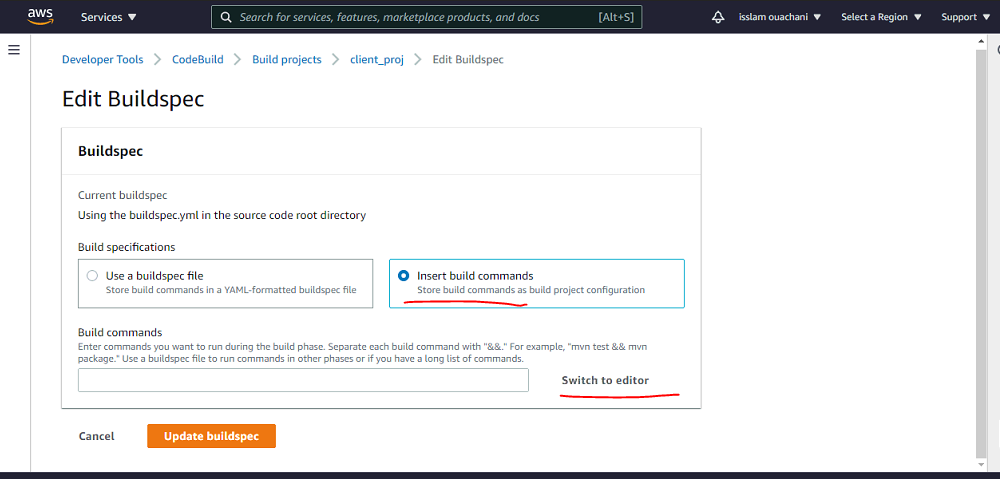 aws
Services ▼
Search for services, features, marketplace products, and docs
[Alt+S]
isslam ouachani ▼
Select a Region ▼
Support ▼
Developer Tools > CodeBuild > Build projects > client_proj > Edit Buildspec
Edit Buildspec
Buildspec
Current buildspec
Using the buildspec.yml in the source code root directory
Build specifications
Use a buildspec file
Store build commands in a YAML-formatted buildspec file
Insert build commands
Store build commands as build project configuration
Build commands
Enter commands you want to run during the build phase. Separate each build command with "&&." For example, "mvn test && mvn
package." Use a buildspec file to run commands in other phases or if you have a long list of commands.
Switch to editor
Cancel
Update buildspec